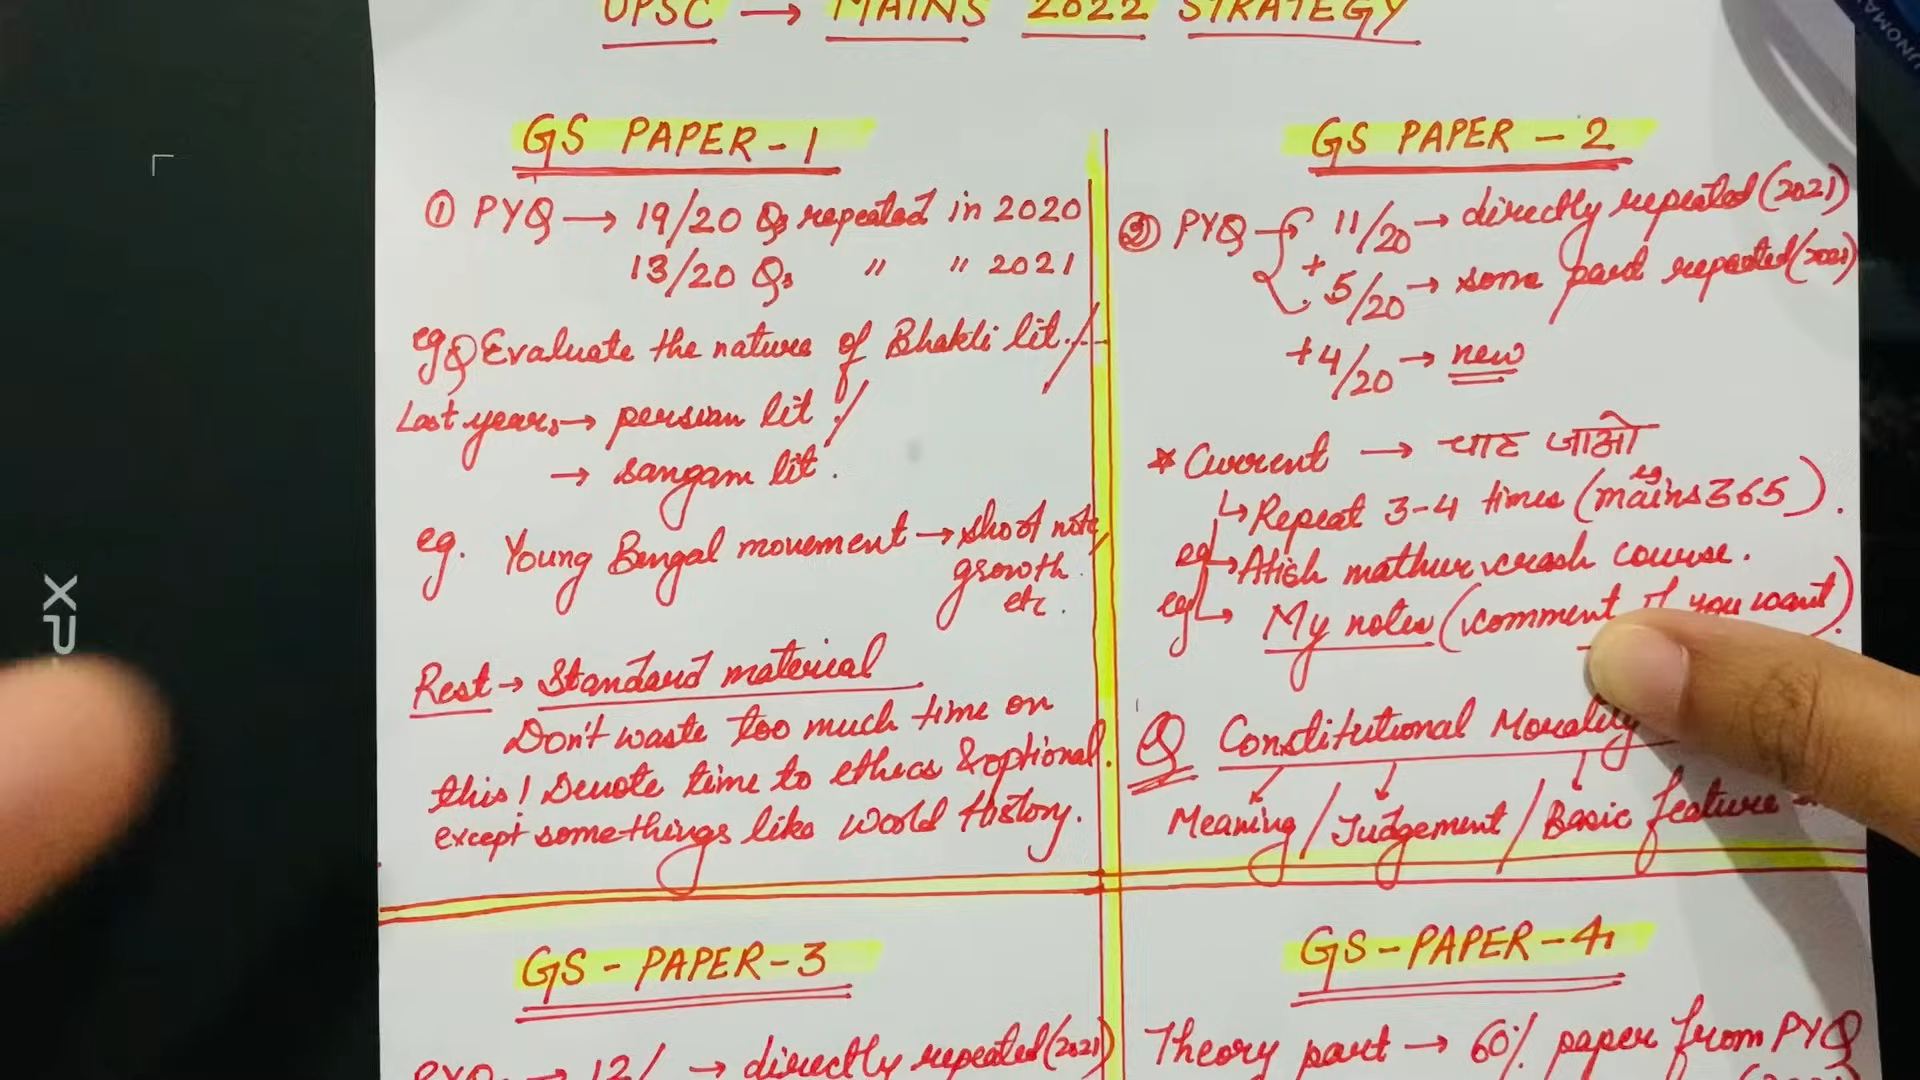 UPSC → MAINS 2022 STRATEGY
GS PAPER - 1
① PYQ → 19/20 Qs repeated in 2020
13/20 Qs " " 2021
eg Q Evaluate the nature of Bhakti lit./
Last years → persian lit /
→ sangam lit.
eg. Young Bengal movement → short note
growth
etc.
Rest → Standard material
Don't waste too much time on
this! Devote time to ethics & optional.
except somethings like World History.
GS PAPER - 2
② PYQ → 11/20 → directly repeated (2021)
+ 5/20 → some part repeated (2021)
+4/20 → new
* Current → चाट जाओ
↳ Repeat 3-4 times (eg mains365).
eg → Atish mathur crash course.
eg ↳ My notes (comment if you want).
Q Constitutional Morality
Meaning / Judgement / Basic feature
GS - PAPER - 3
PYQs → 12/ → directly repeated (2021)
GS - PAPER - 4
Theory part → 60% paper from PYQ